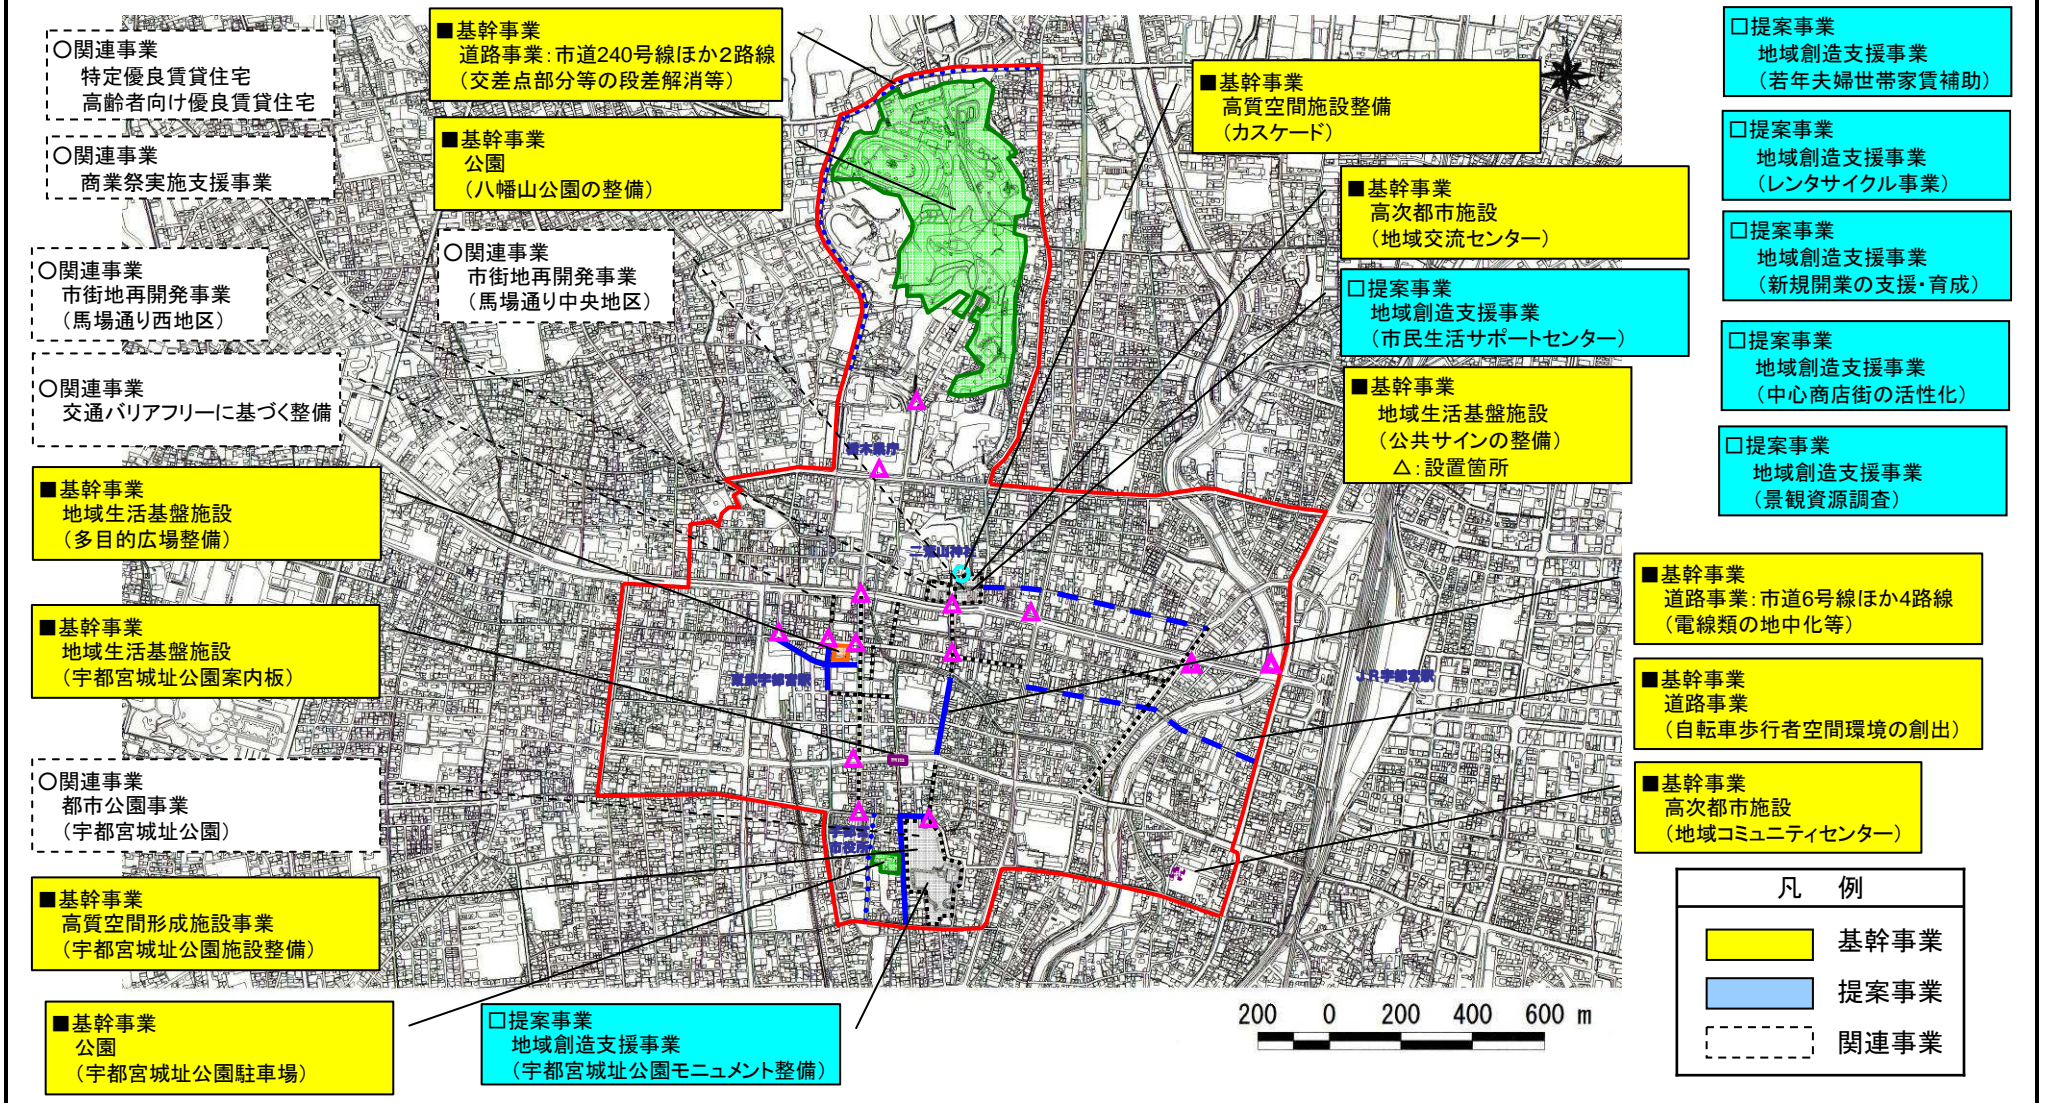 ○関連事業
特定優良賃貸住宅
高齢者向け優良賃貸住宅
○関連事業
商業祭実施支援事業
○関連事業
市街地再開発事業
(馬場通り西地区)
○関連事業
交通バリアフリーに基づく整備
■基幹事業
地域生活基盤施設
(多目的広場整備)
■基幹事業
地域生活基盤施設
(宇都宮城址公園案内板)
○関連事業
都市公園事業
(宇都宮城址公園)
■基幹事業
高質空間形成施設事業
(宇都宮城址公園施設整備)
■基幹事業
公園
(宇都宮城址公園駐車場)
■基幹事業
道路事業:市道240号線ほか2路線
(交差点部分等の段差解消等)
■基幹事業
公園
(八幡山公園の整備)
○関連事業
市街地再開発事業
(馬場通り中央地区)
栃木県庁
二荒山神社
東武宇都宮駅
JR宇都宮駅
宇都宮
市役所
□提案事業
地域創造支援事業
(宇都宮城址公園モニュメント整備)
■基幹事業
高質空間施設整備
(カスケード)
■基幹事業
高次都市施設
(地域交流センター)
□提案事業
地域創造支援事業
(市民生活サポートセンター)
■基幹事業
地域生活基盤施設
(公共サインの整備)
△:設置箇所
□提案事業
地域創造支援事業
(若年夫婦世帯家賃補助)
□提案事業
地域創造支援事業
(レンタサイクル事業)
□提案事業
地域創造支援事業
(新規開業の支援・育成)
□提案事業
地域創造支援事業
(中心商店街の活性化)
□提案事業
地域創造支援事業
(景観資源調査)
■基幹事業
道路事業:市道6号線ほか4路線
(電線類の地中化等)
■基幹事業
道路事業
(自転車歩行者空間環境の創出)
■基幹事業
高次都市施設
(地域コミュニティセンター)
凡 例
基幹事業
提案事業
関連事業
200 0 200 400 600 m